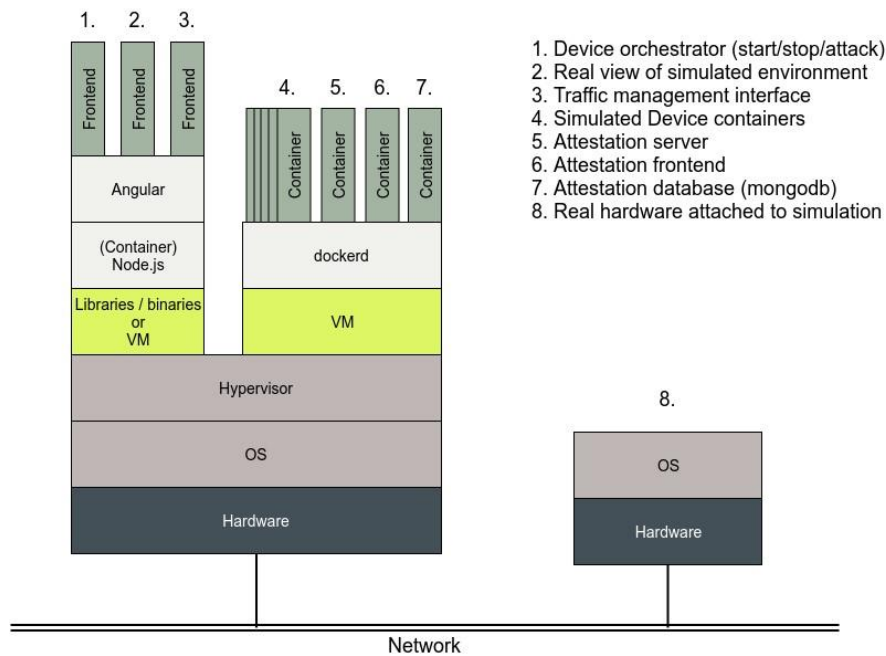 1. 2. 3.
Frontend
Frontend
Frontend
4. 5. 6. 7.
Container
Container
Container
Container
Angular
(Container)
Node.js
dockerd
Libraries / binaries
or
VM
VM
Hypervisor
OS
Hardware
1. Device orchestrator (start/stop/attack)
2. Real view of simulated environment
3. Traffic management interface
4. Simulated Device containers
5. Attestation server
6. Attestation frontend
7. Attestation database (mongodb)
8. Real hardware attached to simulation
8.
OS
Hardware
Network